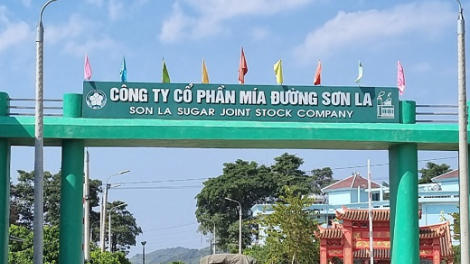 CÔNG TY CỔ PHẦN MÍA ĐƯỜNG SƠN LA
SON LA SUGAR JOINT STOCK COMPANY